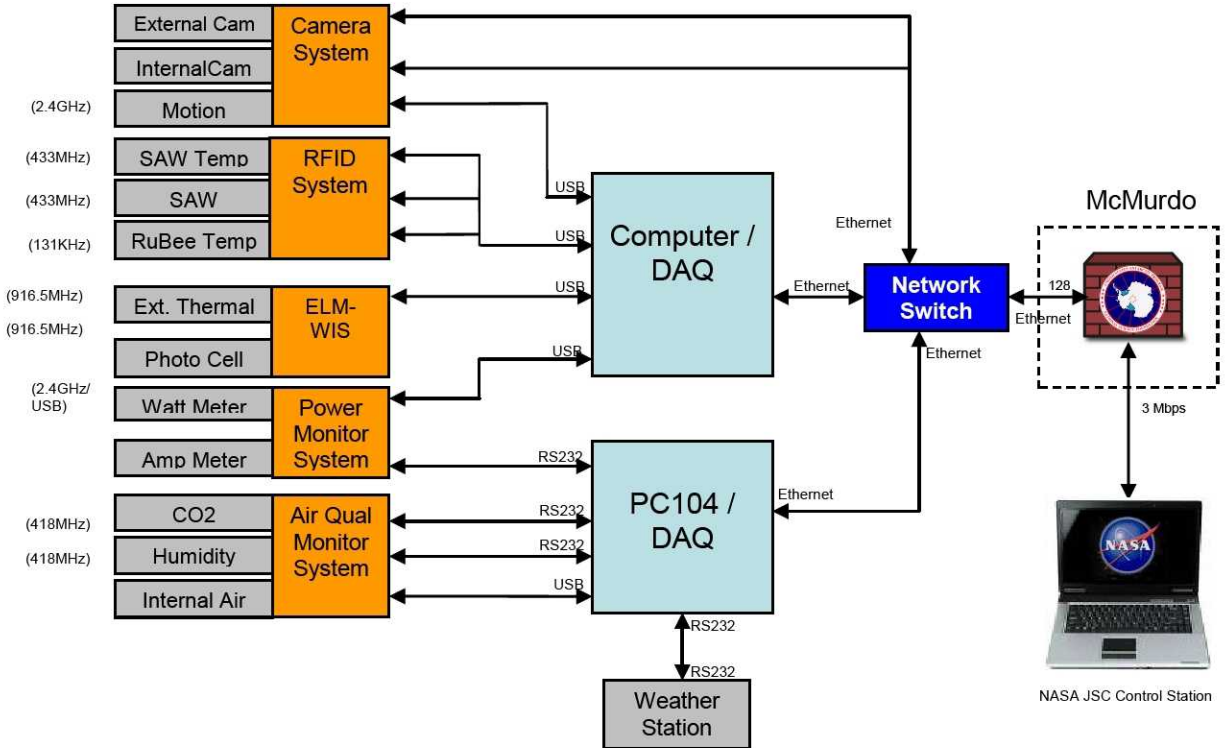 External Cam
InternalCam
Motion
Camera
System
(2.4GHz)
SAW Temp
SAW
RuBee Temp
RFID
System
(433MHz)
(433MHz)
(131KHz)
Ext. Thermal
Photo Cell
ELM-
WIS
(916.5MHz)
(916.5MHz)
Watt Meter
Amp Meter
Power
Monitor
System
(2.4GHz/
USB)
CO2
Humidity
Internal Air
Air Qual
Monitor
System
(418MHz)
(418MHz)
USB
USB
USB
USB
Computer /
DAQ
RS232
RS232
RS232
USB
PC104 /
DAQ
RS232
RS232
Weather
Station
Ethernet
Ethernet
Ethernet
Ethernet
Network
Switch
128
Ethernet
McMurdo
3 Mbps
NASA
NASA JSC Control Station